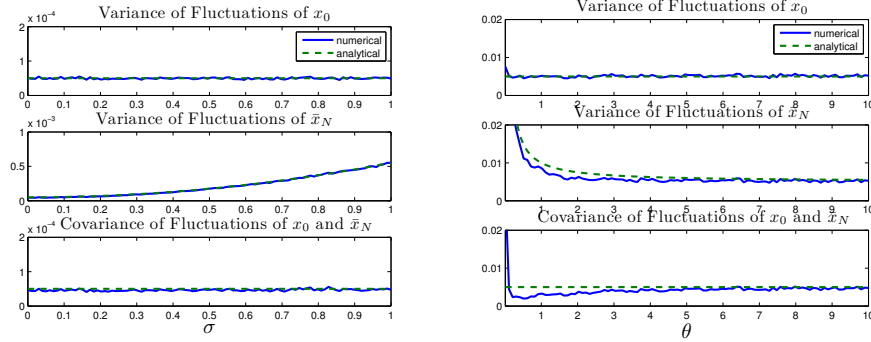 Variance of Fluctuations of x₀
x 10⁻⁴
2
1
0
numerical
analytical
0 0.1 0.2 0.3 0.4 0.5 0.6 0.7 0.8 0.9 1
Variance of Fluctuations of x̄_N
x 10⁻³
1
0.5
0
0 0.1 0.2 0.3 0.4 0.5 0.6 0.7 0.8 0.9 1
Covariance of Fluctuations of x₀ and x̄_N
x 10⁻⁴
2
1
0
0 0.1 0.2 0.3 0.4 0.5 0.6 0.7 0.8 0.9 1
σ
Variance of Fluctuations of x₀
0.02
0.01
0
numerical
analytical
1 2 3 4 5 6 7 8 9 10
Variance of Fluctuations of x̄_N
0.02
0.01
0
1 2 3 4 5 6 7 8 9 10
Covariance of Fluctuations of x₀ and x̄_N
0.02
0.01
0
1 2 3 4 5 6 7 8 9 10
θ